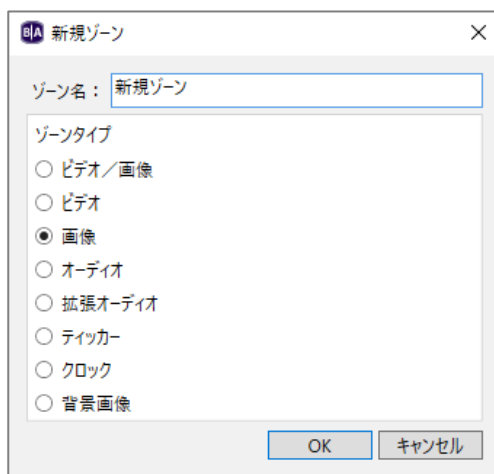 B|A 新規ゾーン
ゾーン名： 新規ゾーン
ゾーンタイプ
ビデオ／画像
ビデオ
画像
オーディオ
拡張オーディオ
ティッカー
クロック
背景画像
OK キャンセル